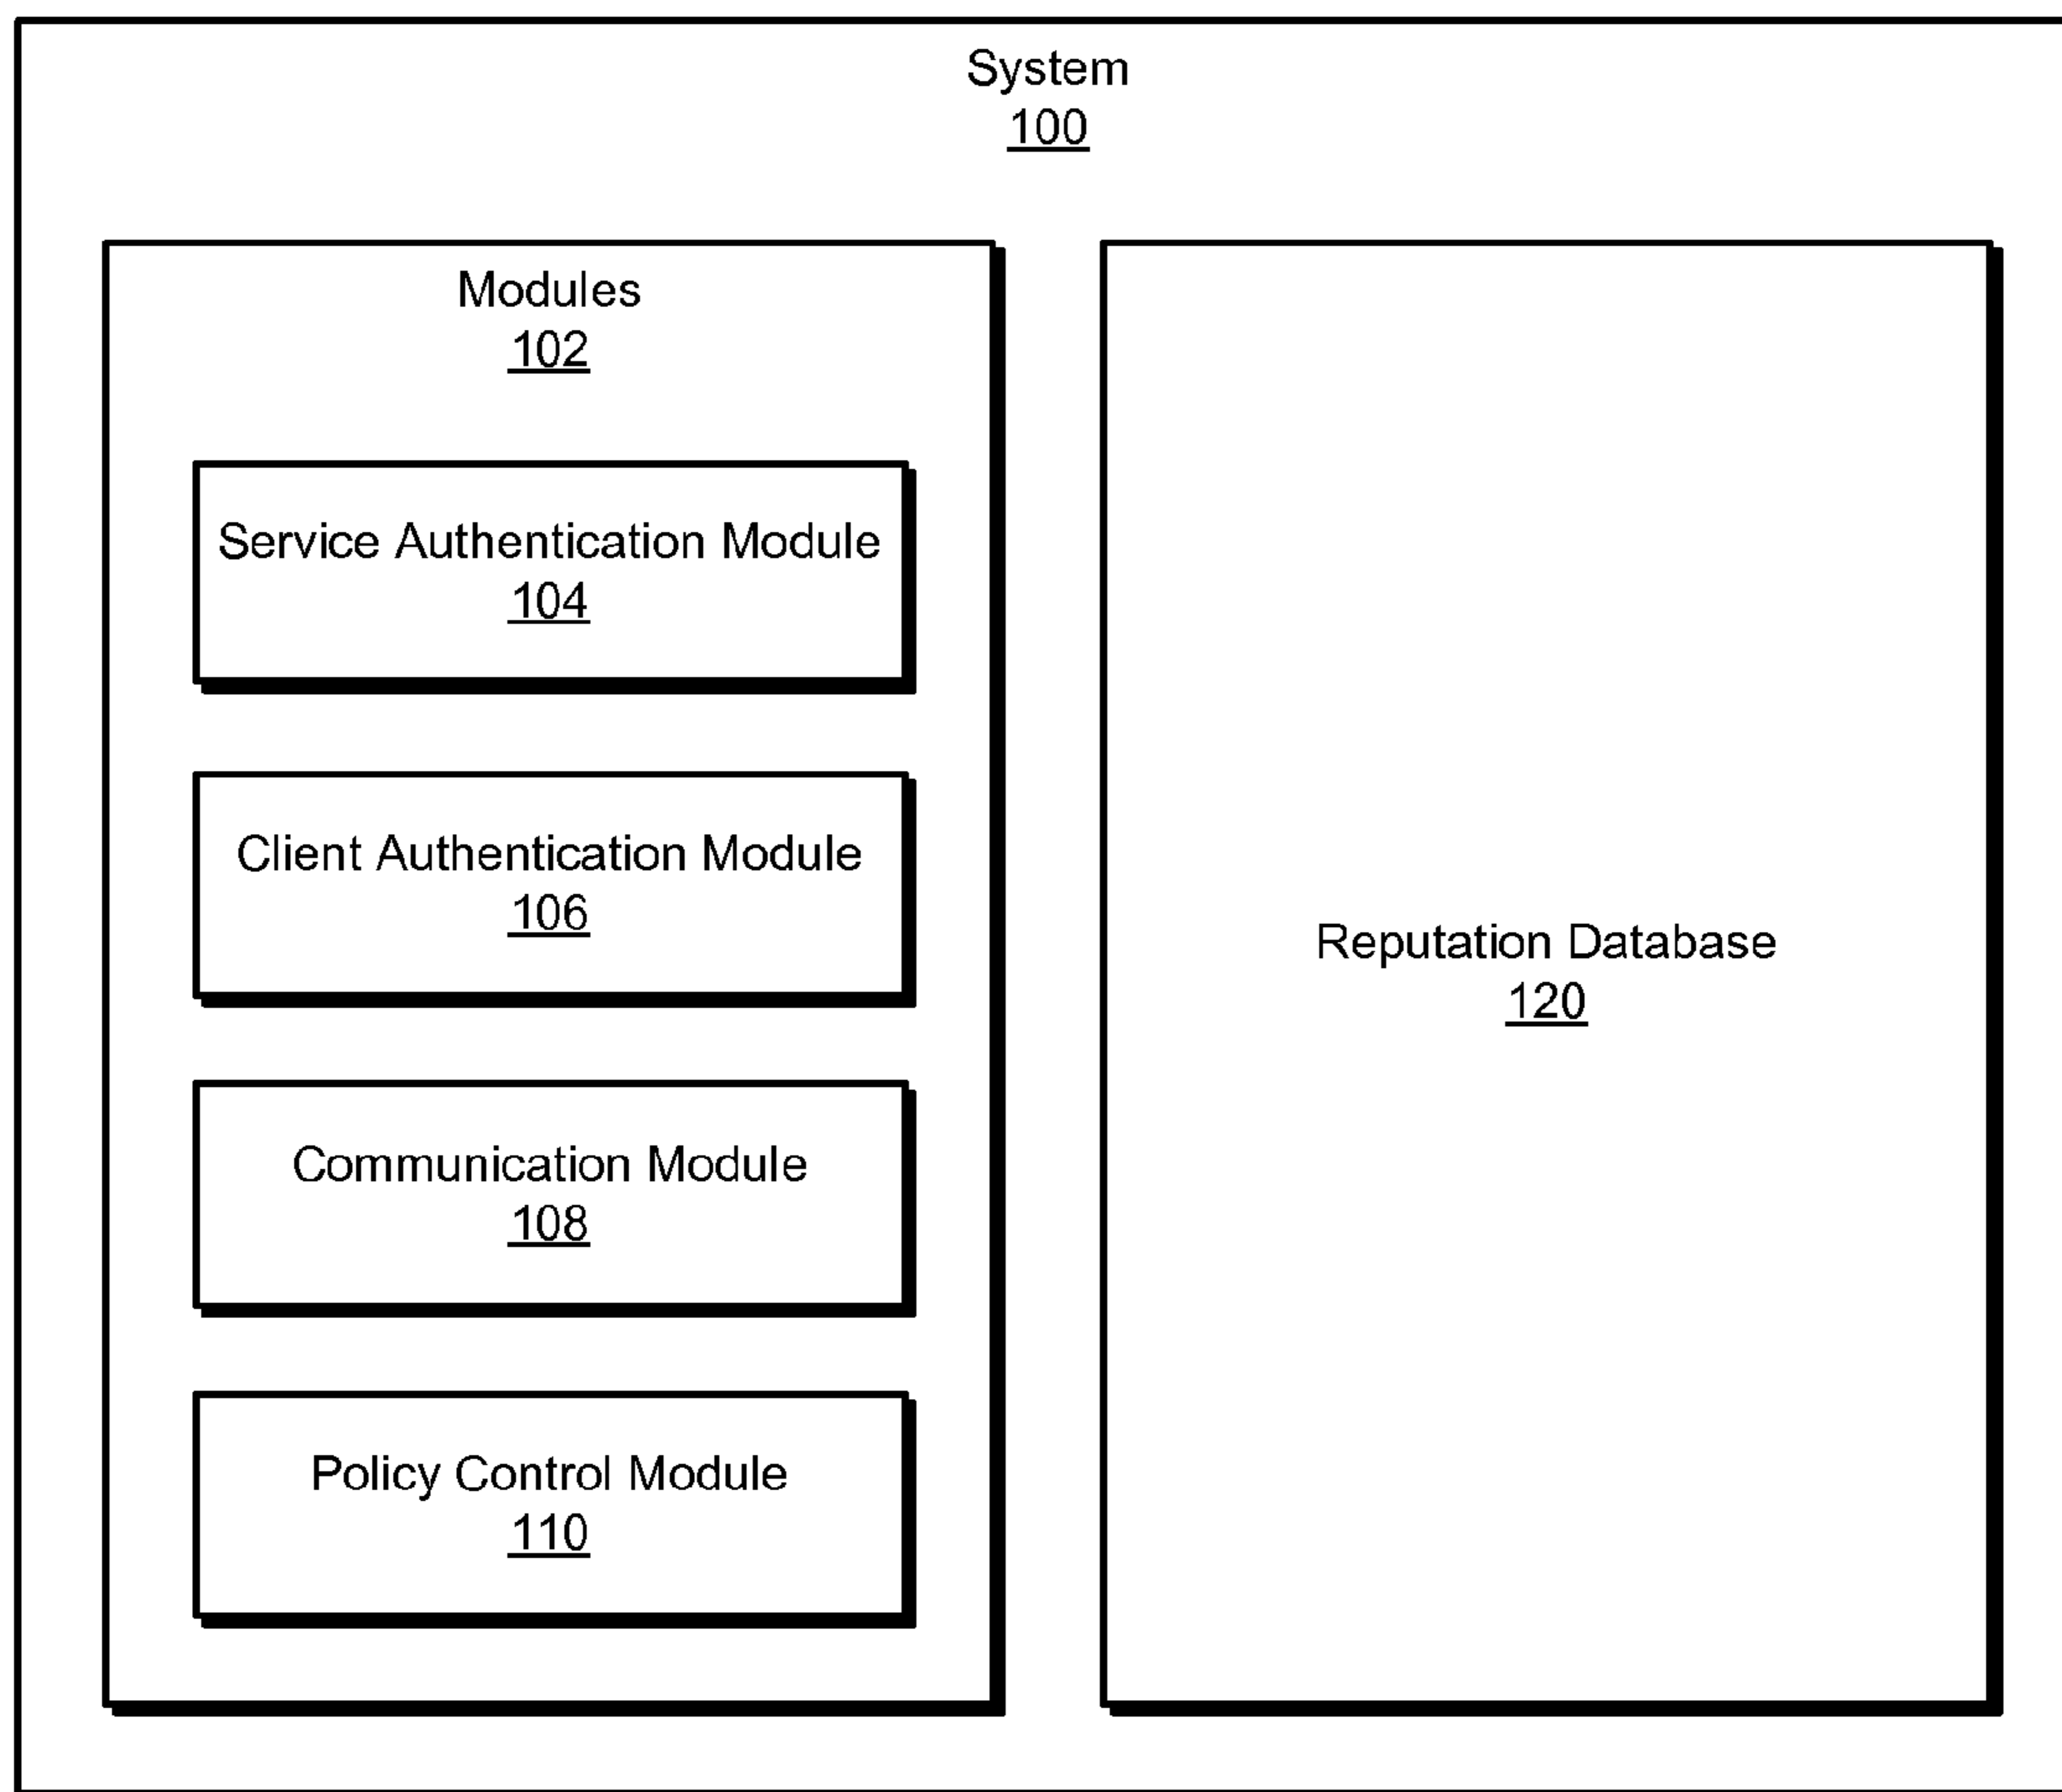 System
100
Modules
102
Service Authentication Module
104
Client Authentication Module
106
Communication Module
108
Policy Control Module
110
Reputation Database
120